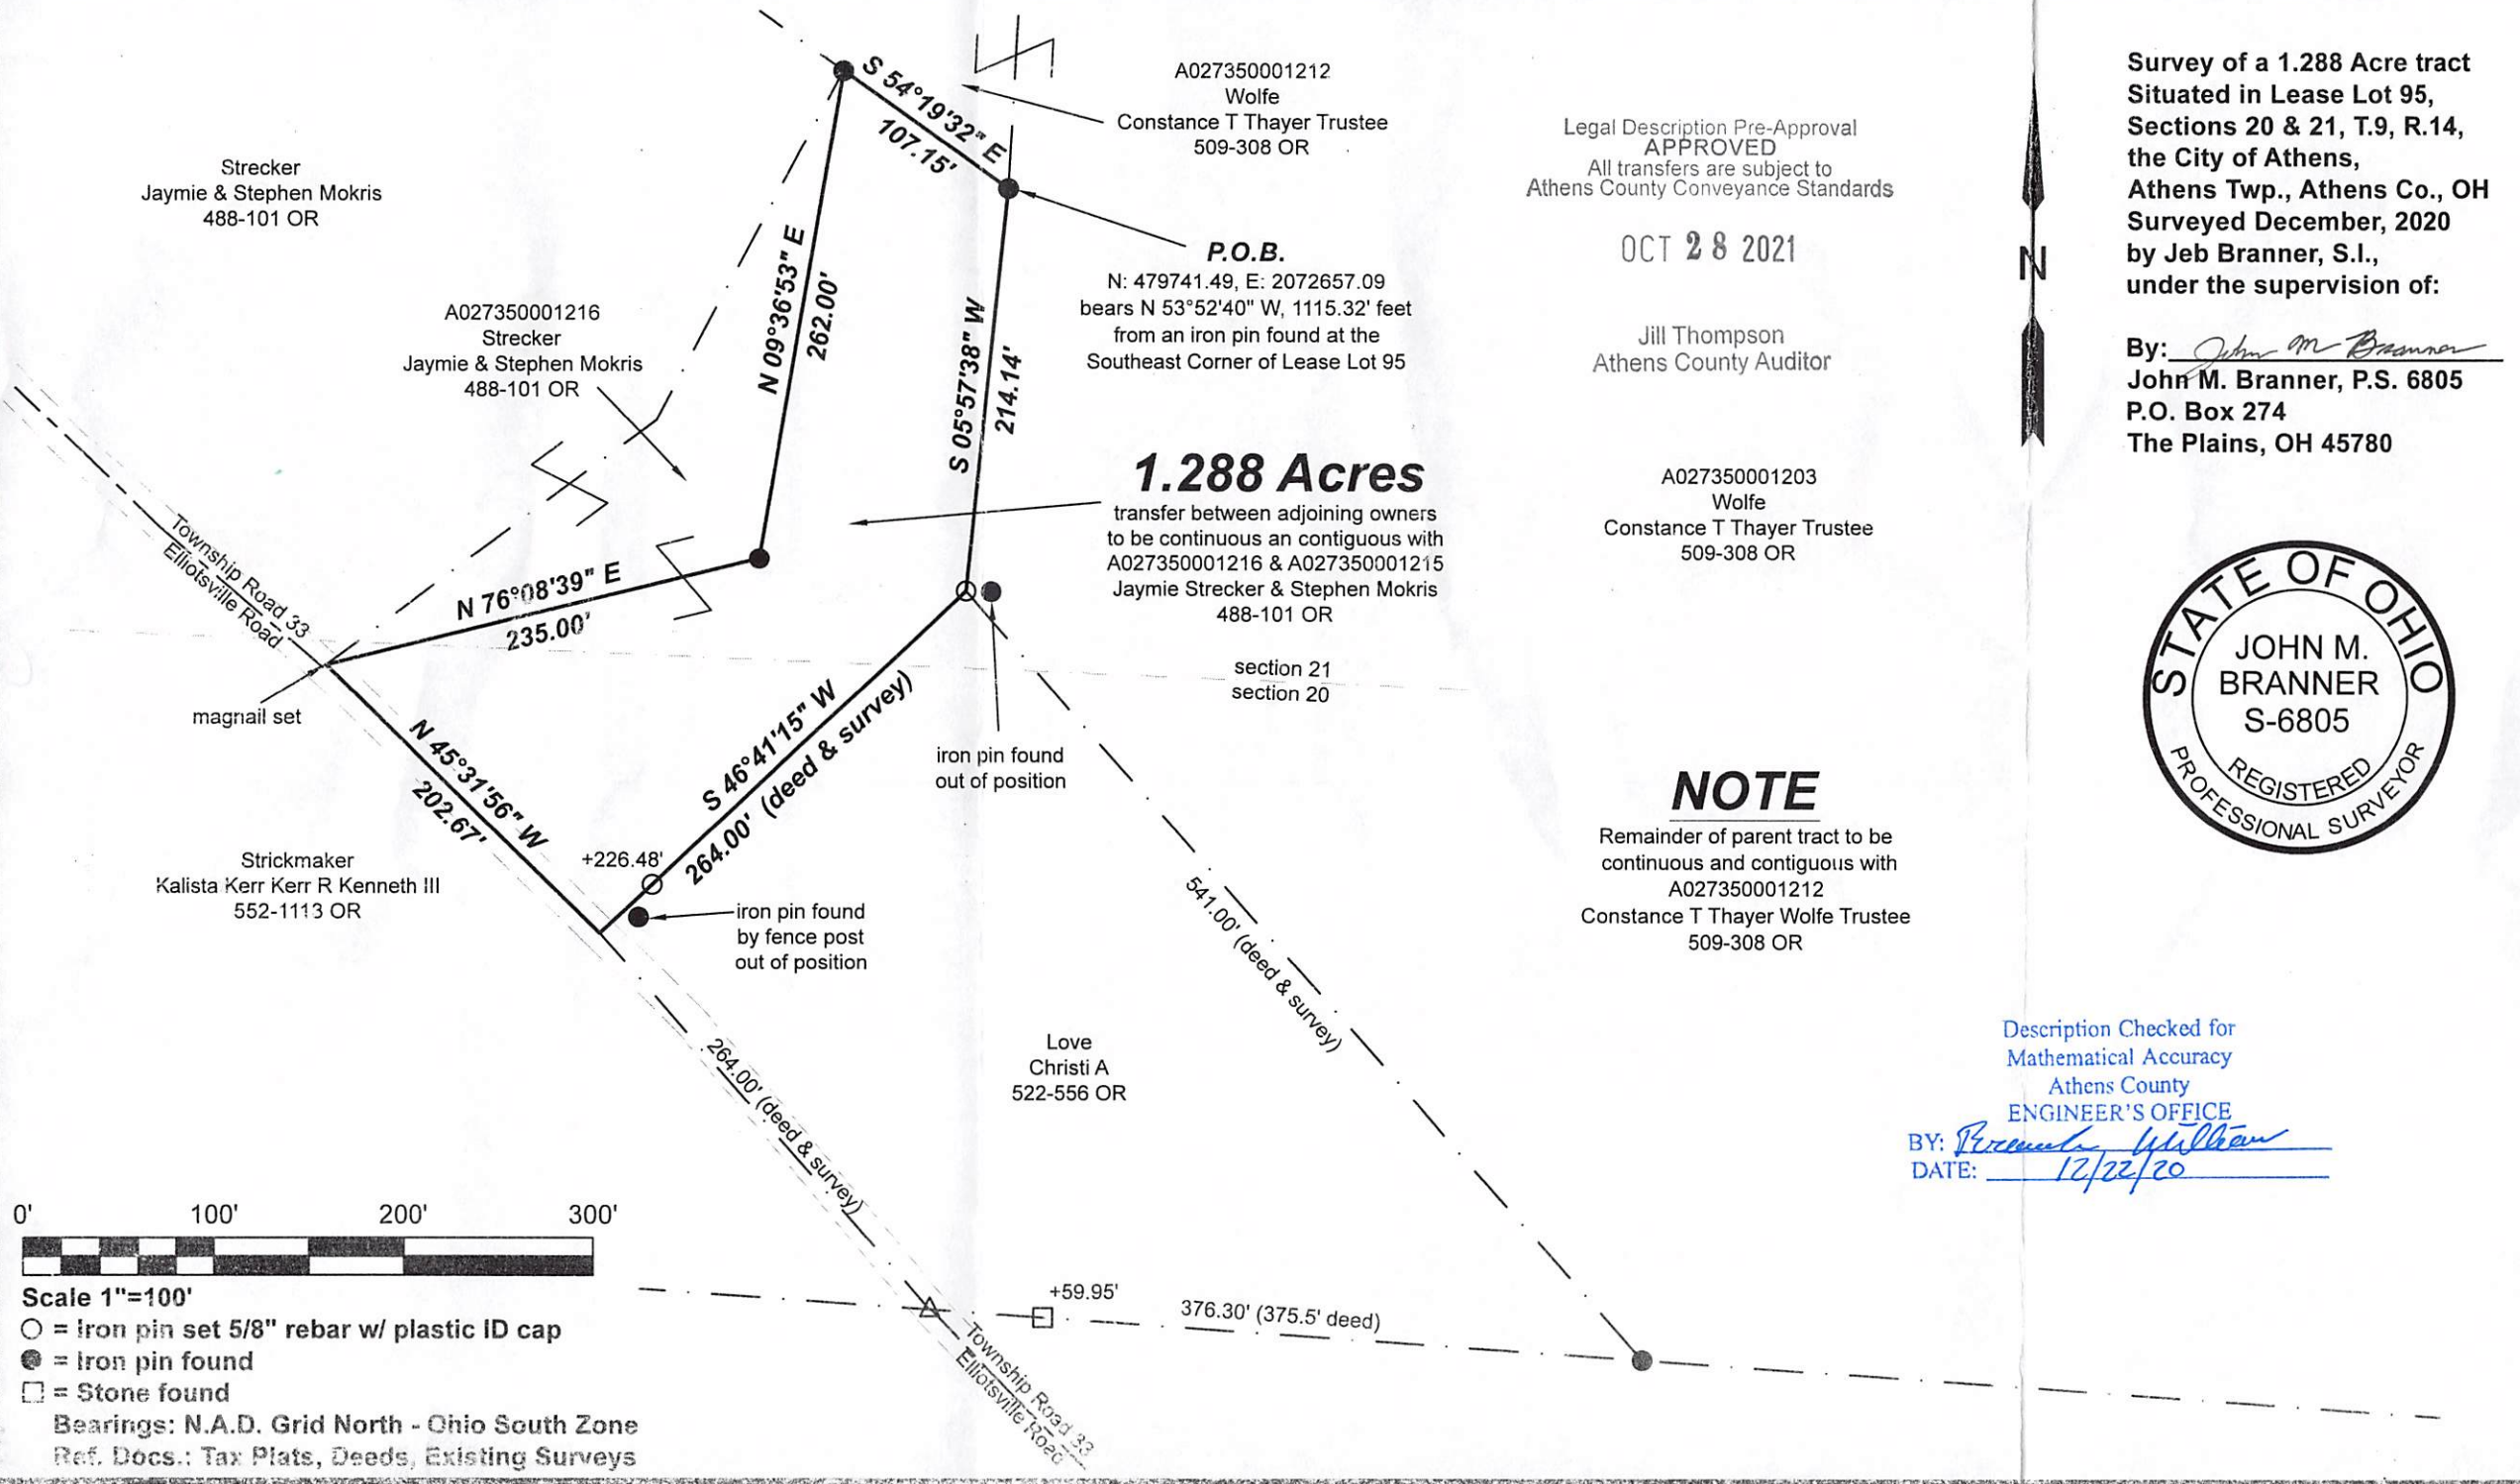 S 54°19'32" E
107.15'
A027350001212
Wolfe
Constance T Thayer Trustee
509-308 OR
Strecker
Jaymie & Stephen Mokris
488-101 OR
N 09°36'53" E
262.00'
P.O.B.
N: 479741.49, E: 2072657.09
bears N 53°52'40" W, 1115.32' feet
from an iron pin found at the
Southeast Corner of Lease Lot 95
A027350001216
Strecker
Jaymie & Stephen Mokris
488-101 OR
S 05°57'38" W
214.14'
1.288 Acres
transfer between adjoining owners
to be continuous an contiguous with
A027350001216 & A027350001215
Jaymie Strecker & Stephen Mokris
488-101 OR
Township Road 33
Elliotsville Road
N 76°08'39" E
235.00'
section 21
section 20
magnail set
N 45°31'56" W
202.67'
S 46°41'15" W
264.00' (deed & survey)
iron pin found
out of position
Strickmaker
Kalista Kerr Kerr R Kenneth III
552-1113 OR
+226.48'
iron pin found
by fence post
out of position
541.00' (deed & survey)
264.00' (deed & survey)
Love
Christi A
522-556 OR
+59.95'
376.30' (375.5' deed)
Township Road 33
Elliotsville Road
0' 100' 200' 300'
Scale 1"=100'
= Iron pin set 5/8" rebar w/ plastic ID cap
= Iron pin found
= Stone found
Bearings: N.A.D. Grid North - Ohio South Zone
Ref. Docs.: Tax Plats, Deeds, Existing Surveys
Legal Description Pre-Approval
APPROVED
All transfers are subject to
Athens County Conveyance Standards
OCT 28 2021
Jill Thompson
Athens County Auditor
A027350001203
Wolfe
Constance T Thayer Trustee
509-308 OR
NOTE
Remainder of parent tract to be
continuous and contiguous with
A027350001212
Constance T Thayer Wolfe Trustee
509-308 OR
N
Survey of a 1.288 Acre tract
Situated in Lease Lot 95,
Sections 20 & 21, T.9, R.14,
the City of Athens,
Athens Twp., Athens Co., OH
Surveyed December, 2020
by Jeb Branner, S.I.,
under the supervision of:
By: John M Branner
John M. Branner, P.S. 6805
P.O. Box 274
The Plains, OH 45780
STATE OF OHIO
JOHN M.
BRANNER
S-6805
REGISTERED
PROFESSIONAL SURVEYOR
Description Checked for
Mathematical Accuracy
Athens County
ENGINEER'S OFFICE
BY:
DATE: 12/22/20